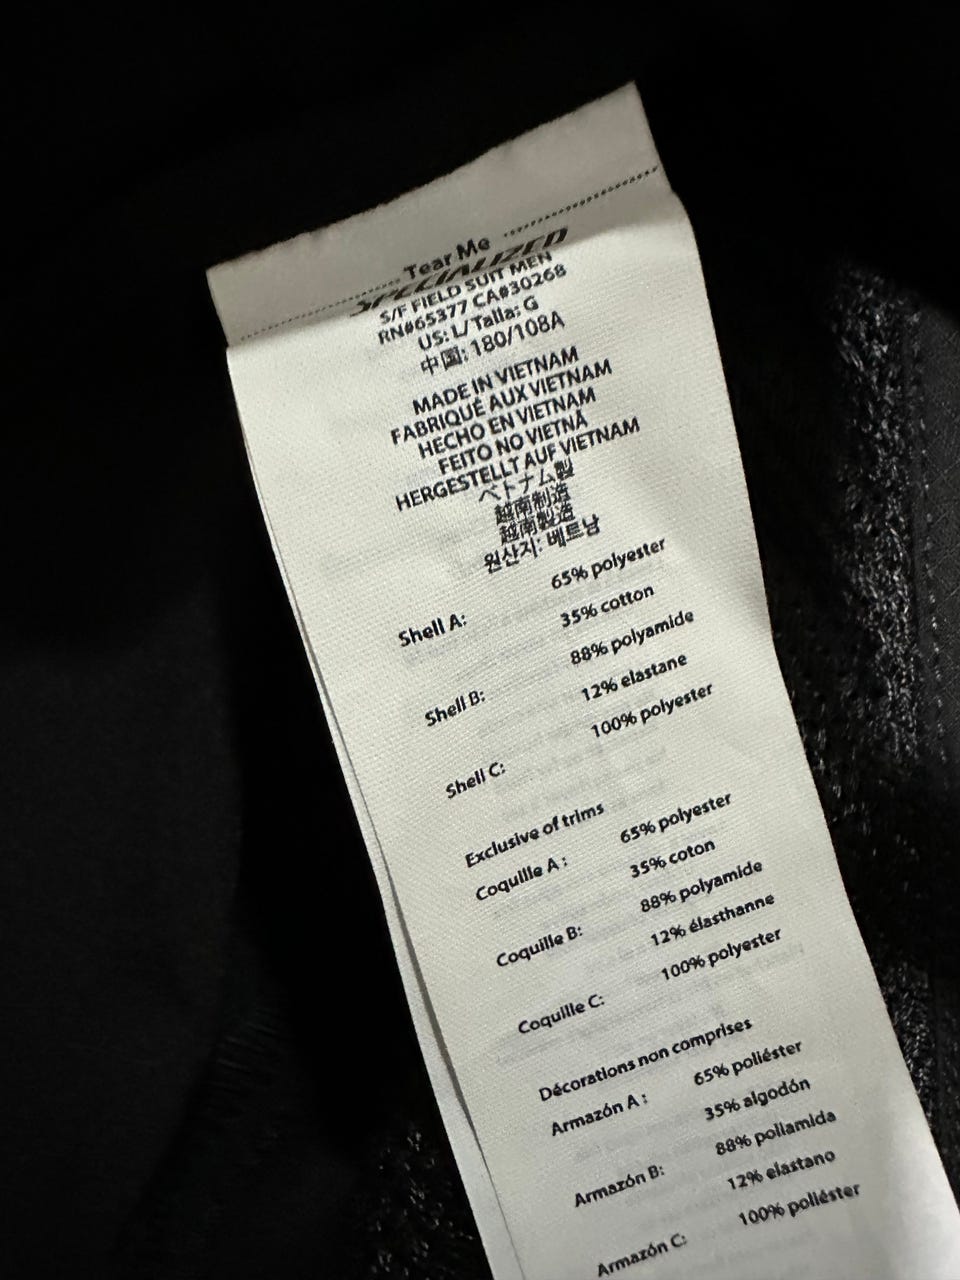 Tear Me
SPECIALIZED
S/F FIELD SUIT MEN
RN#65377 CA#30268
US: L/ Talla: G
中国: 180/108A
MADE IN VIETNAM
FABRIQUÉ AUX VIETNAM
HECHO EN VIETNAM
FEITO NO VIETNÃ
HERGESTELLT AUF VIETNAM
ベトナム製
越南制造
越南製造
원산지: 베트남
Shell A: 65% polyester
35% cotton
Shell B: 88% polyamide
12% elastane
Shell C: 100% polyester
Exclusive of trims
Coquille A : 65% polyester
35% coton
Coquille B: 88% polyamide
12% élasthanne
Coquille C: 100% polyester
Décorations non comprises
Armazón A : 65% poliéster
35% algodón
Armazón B: 88% poliamida
12% elastano
Armazón C: 100% poliéster